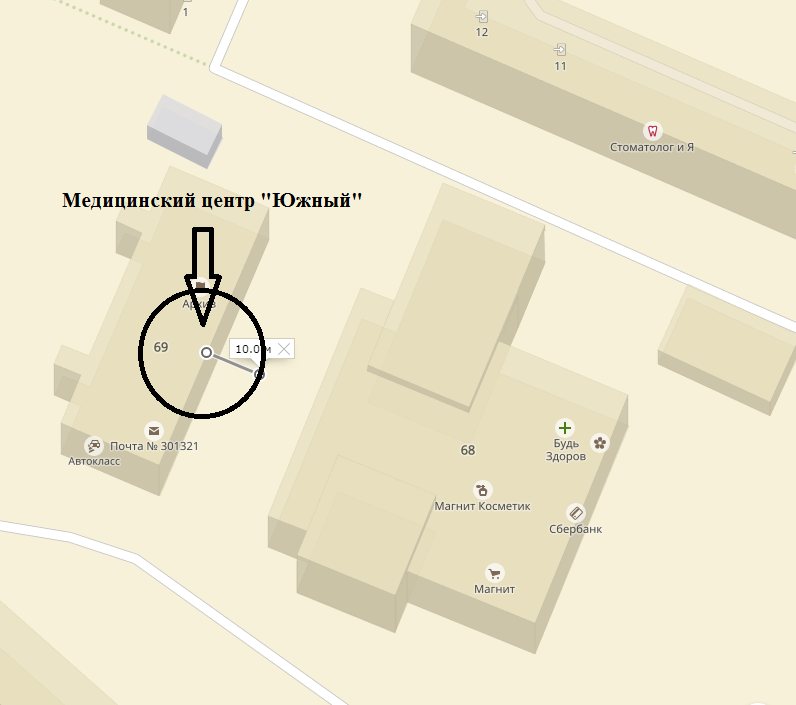 1
12
11
Стоматолог и Я
Медицинский центр "Южный"
Архив
69
10.0 м
Почта № 301321
Автокласс
68
Будь
Здоров
Магнит Косметик
Сбербанк
Магнит